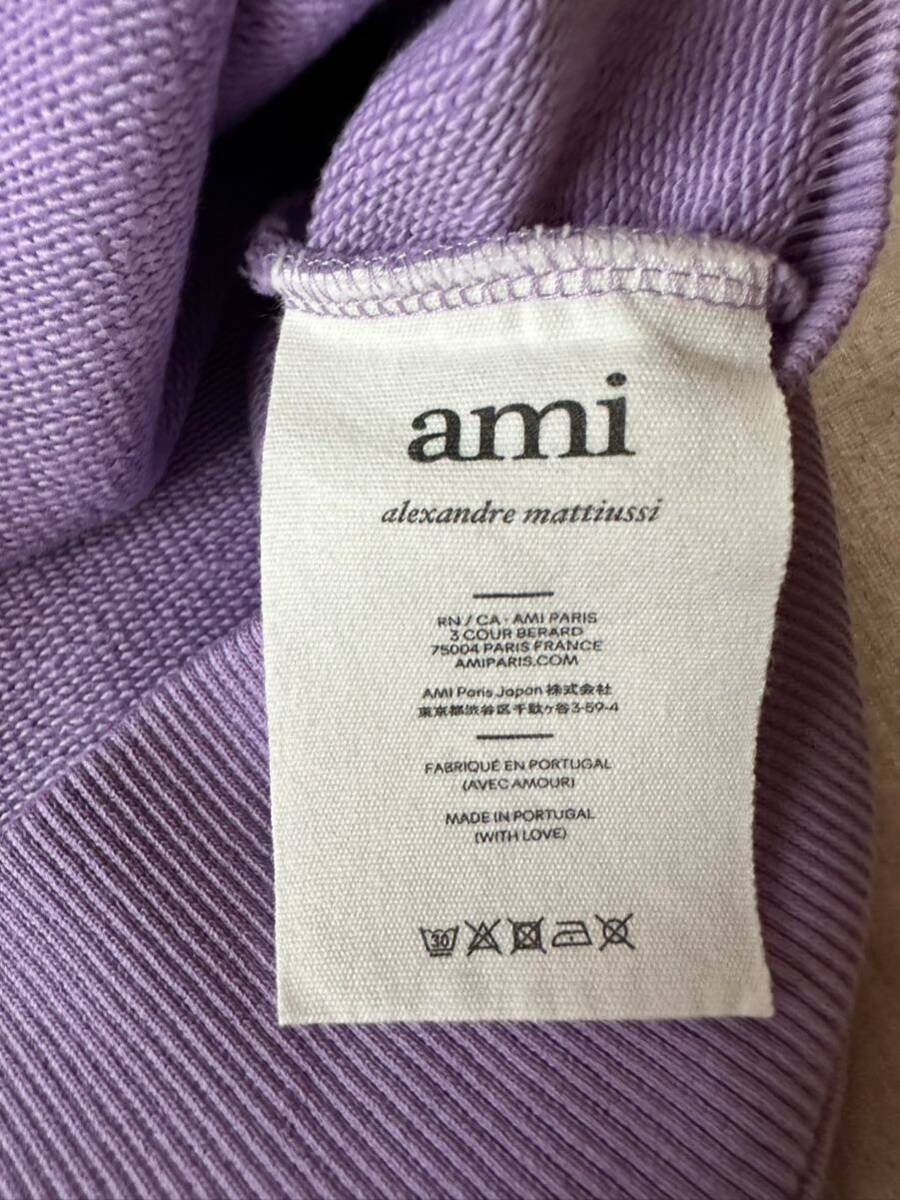 ami
alexandre mattiussi
RN / CA - AMI PARIS
3 COUR BERARD
75004 PARIS FRANCE
AMIPARIS.COM
AMI Paris Japan 株式会社
東京都渋谷区千駄ヶ谷3-59-4
FABRIQUÉ EN PORTUGAL
(AVEC AMOUR)
MADE IN PORTUGAL
(WITH LOVE)
30